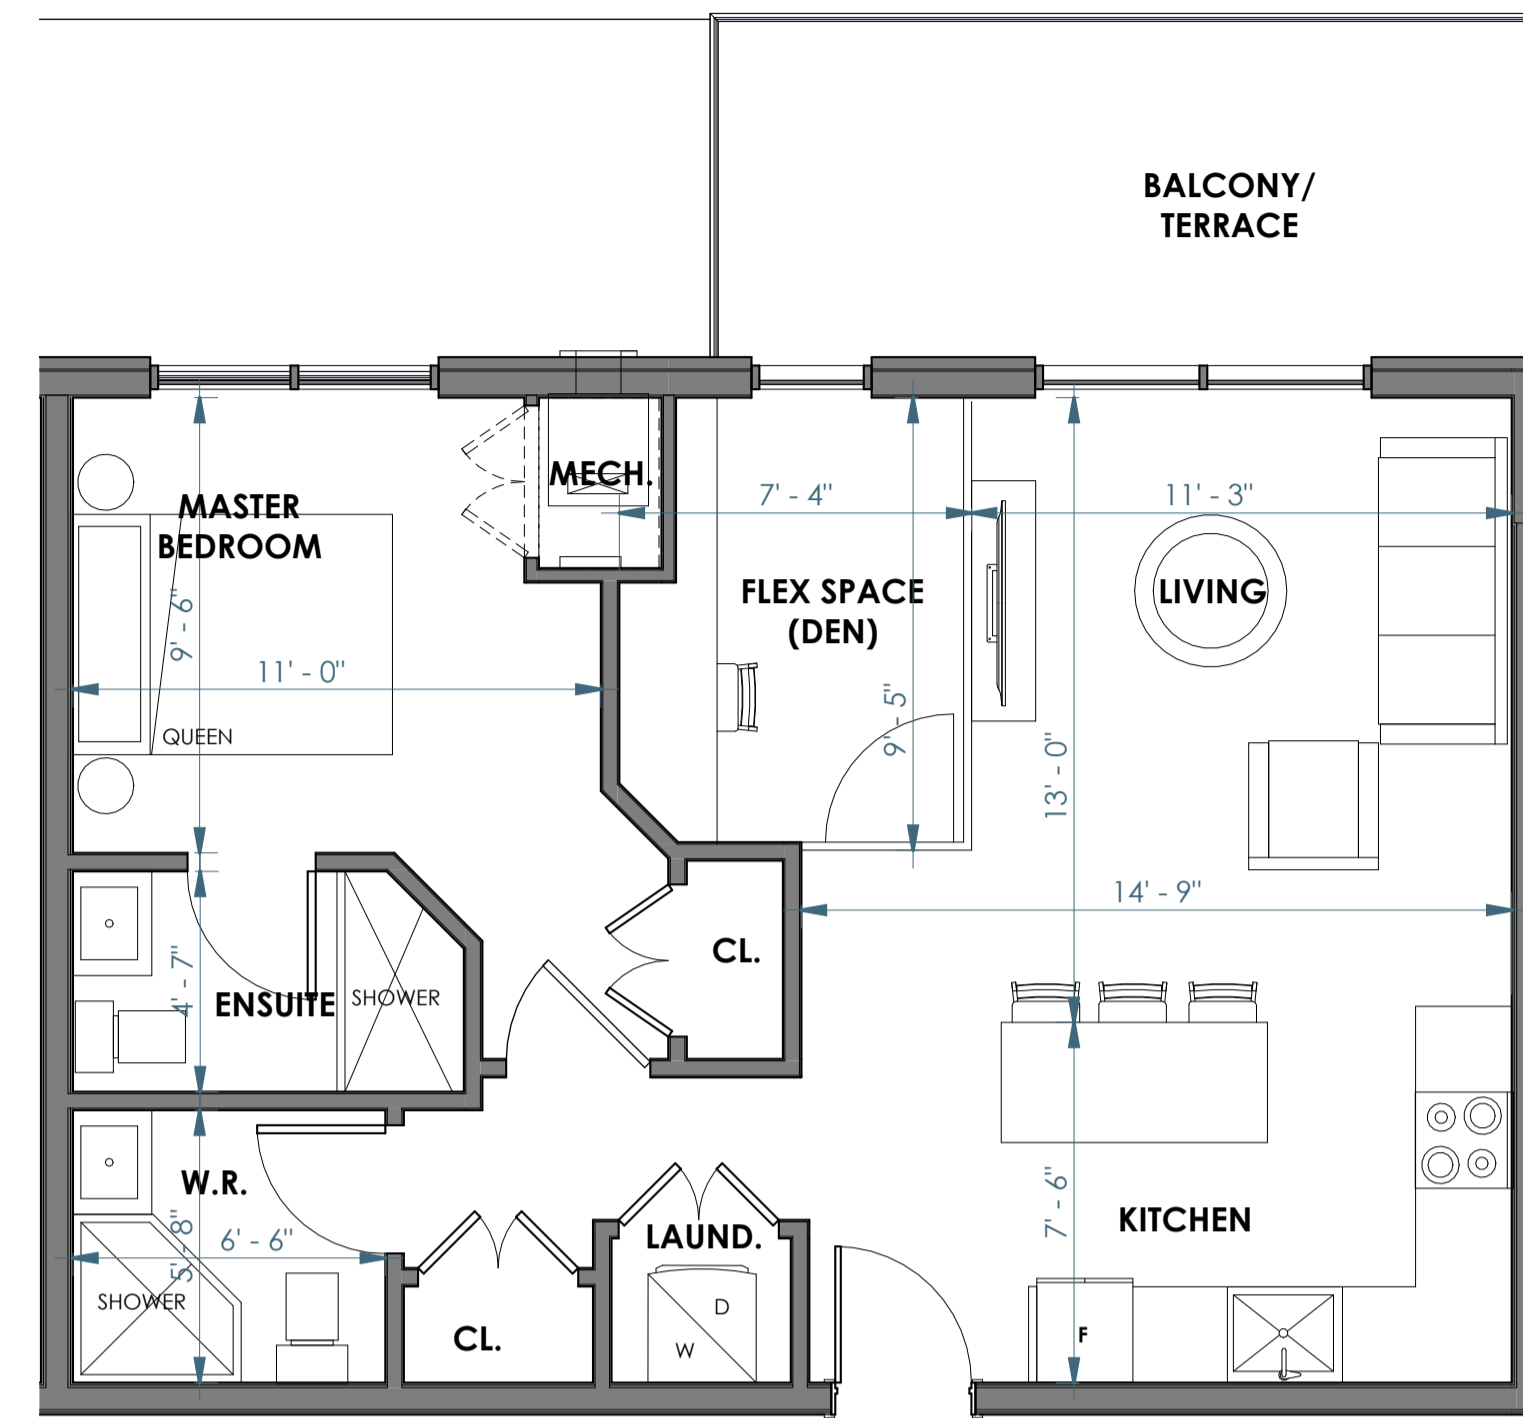 BALCONY/
TERRACE
MECH.
7' - 4"
11' - 3"
MASTER
BEDROOM
FLEX SPACE
(DEN)
LIVING
9' - 6"
11' - 0"
QUEEN
9' - 5"
13' - 0"
14' - 9"
CL.
4' - 7"
ENSUITE
SHOWER
W.R.
5' - 8"
6' - 6"
LAUND.
7' - 6"
KITCHEN
SHOWER
CL.
D
W
F